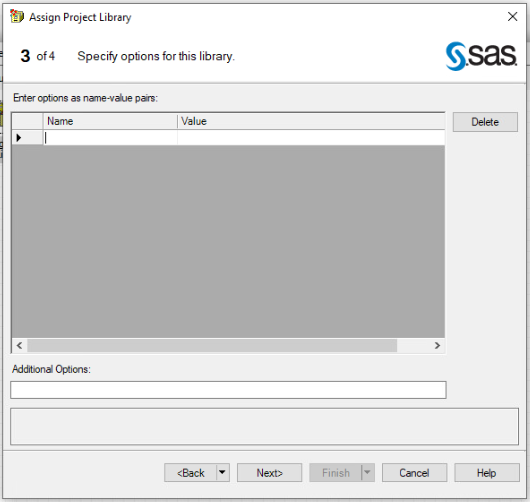 Assign Project Library
3 of 4 Specify options for this library.
sas.
Enter options as name-value pairs:
Name Value
Delete
Additional Options:
<Back Next> Finish Cancel Help